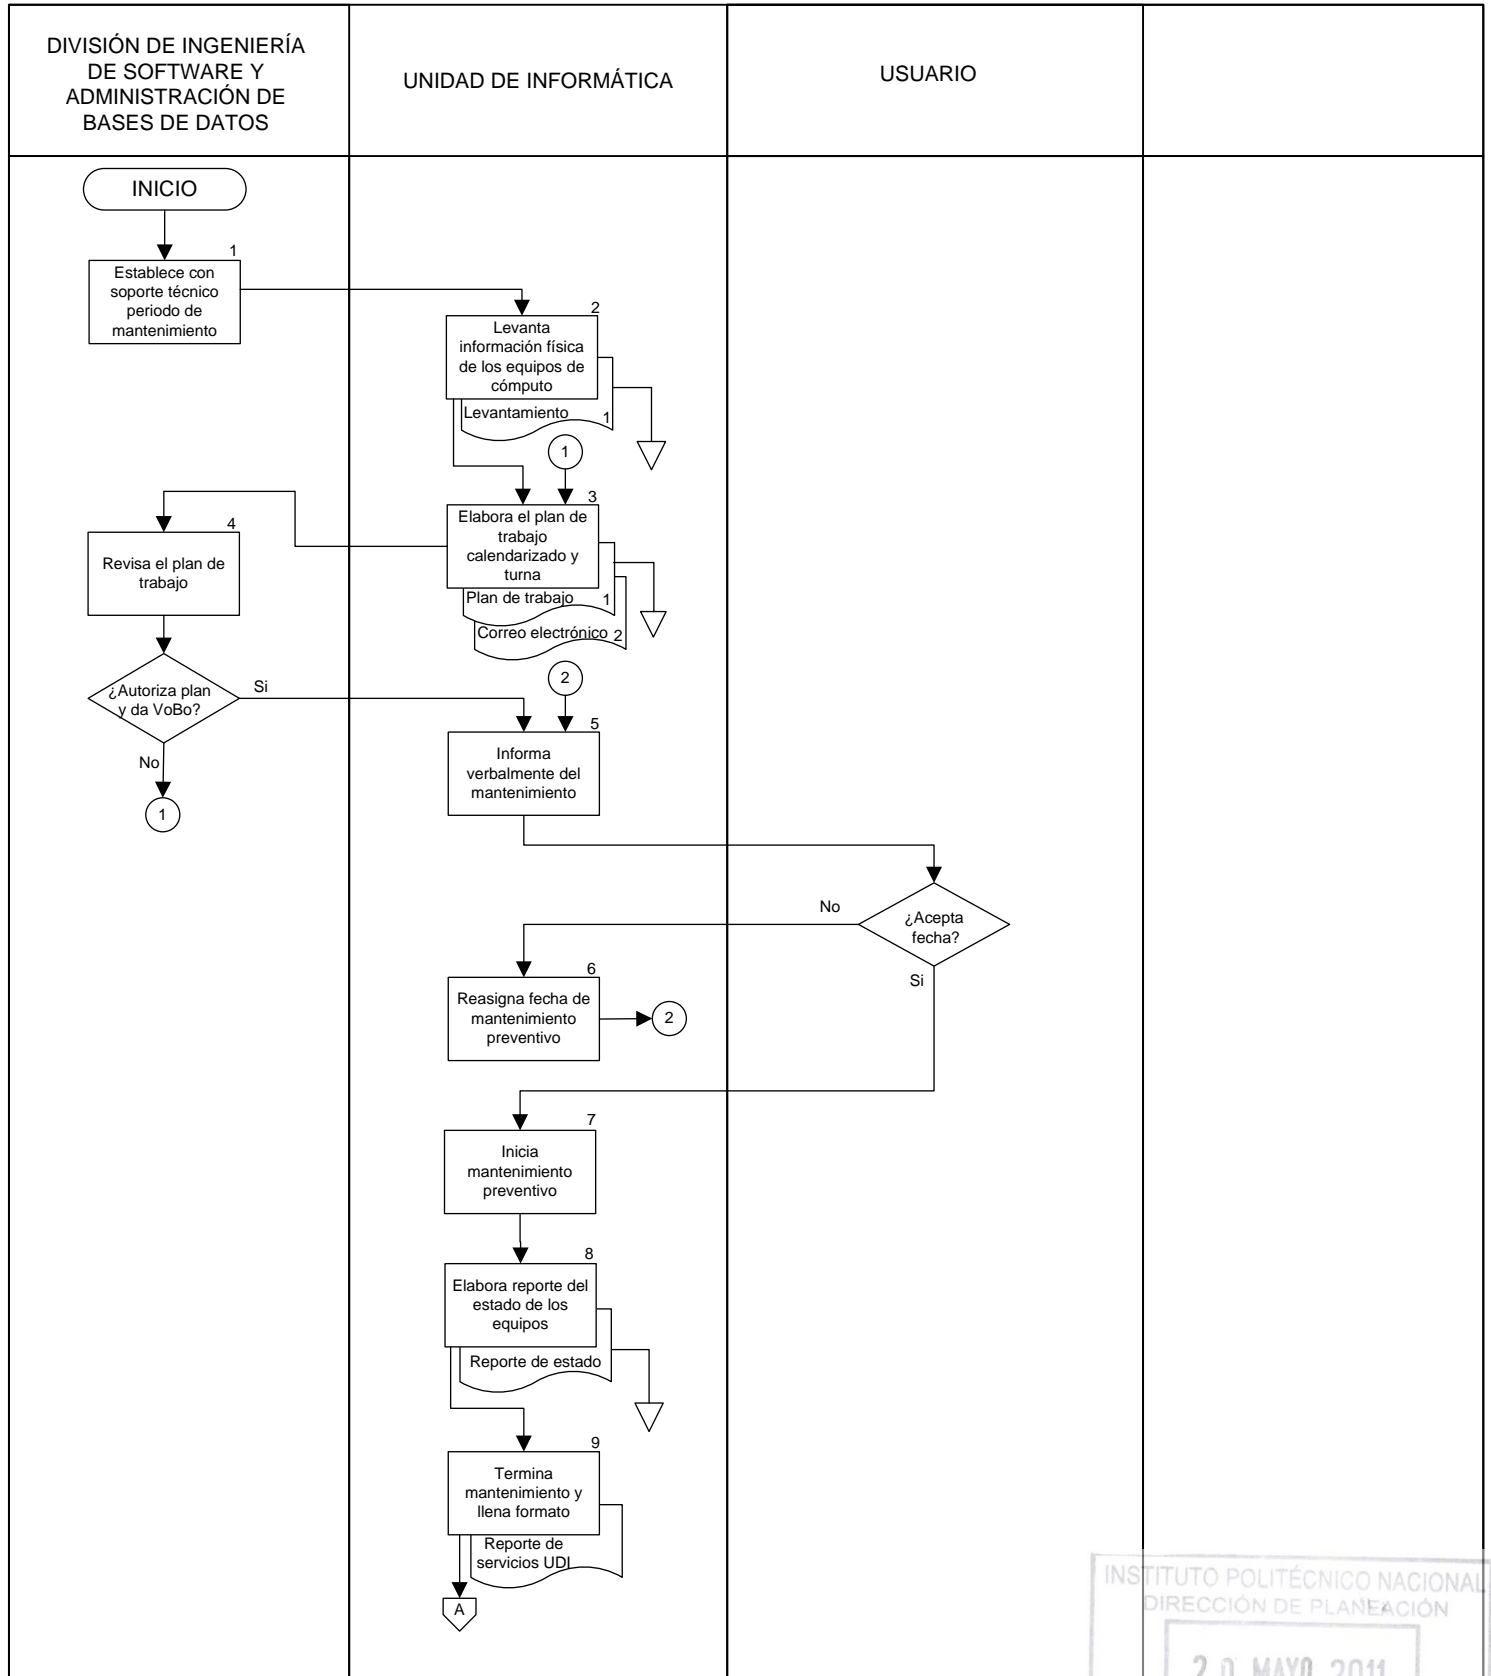 DIVISIÓN DE INGENIERÍA
DE SOFTWARE Y
ADMINISTRACIÓN DE
BASES DE DATOS
UNIDAD DE INFORMÁTICA
USUARIO
INICIO
1
Establece con
soporte técnico
periodo de
mantenimiento
2
Levanta
información física
de los equipos de
cómputo
Levantamiento
1
1
3
Elabora el plan de
trabajo
calendarizado y
turna
Plan de trabajo
1
Correo electrónico
2
4
Revisa el plan de
trabajo
¿Autoriza plan
y da VoBo?
Si
No
1
2
5
Informa
verbalmente del
mantenimiento
¿Acepta
fecha?
No
Si
6
Reasigna fecha de
mantenimiento
preventivo
2
7
Inicia
mantenimiento
preventivo
8
Elabora reporte del
estado de los
equipos
Reporte de estado
9
Termina
mantenimiento y
llena formato
Reporte de
servicios UDI
A
INSTITUTO POLITÉCNICO NACIONAL
DIRECCIÓN DE PLANEACIÓN
20 MAYO 2011